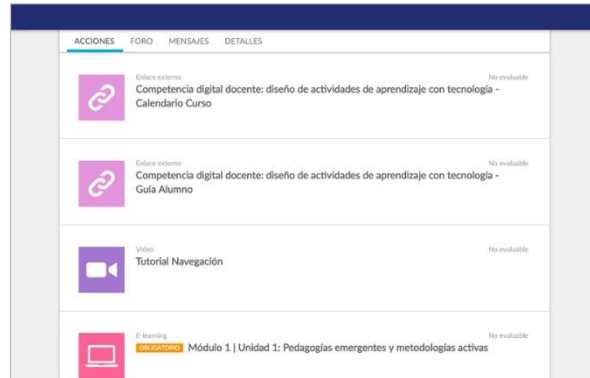 ACCIONES FORO MENSAJES DETALLES
Enlace externo No evaluable
Competencia digital docente: diseño de actividades de aprendizaje con tecnología -
Calendario Curso
Enlace externo No evaluable
Competencia digital docente: diseño de actividades de aprendizaje con tecnología -
Guía Alumno
Vídeo No evaluable
Tutorial Navegación
E-learning No evaluable
OBLIGATORIO Módulo 1 | Unidad 1: Pedagogías emergentes y metodologías activas